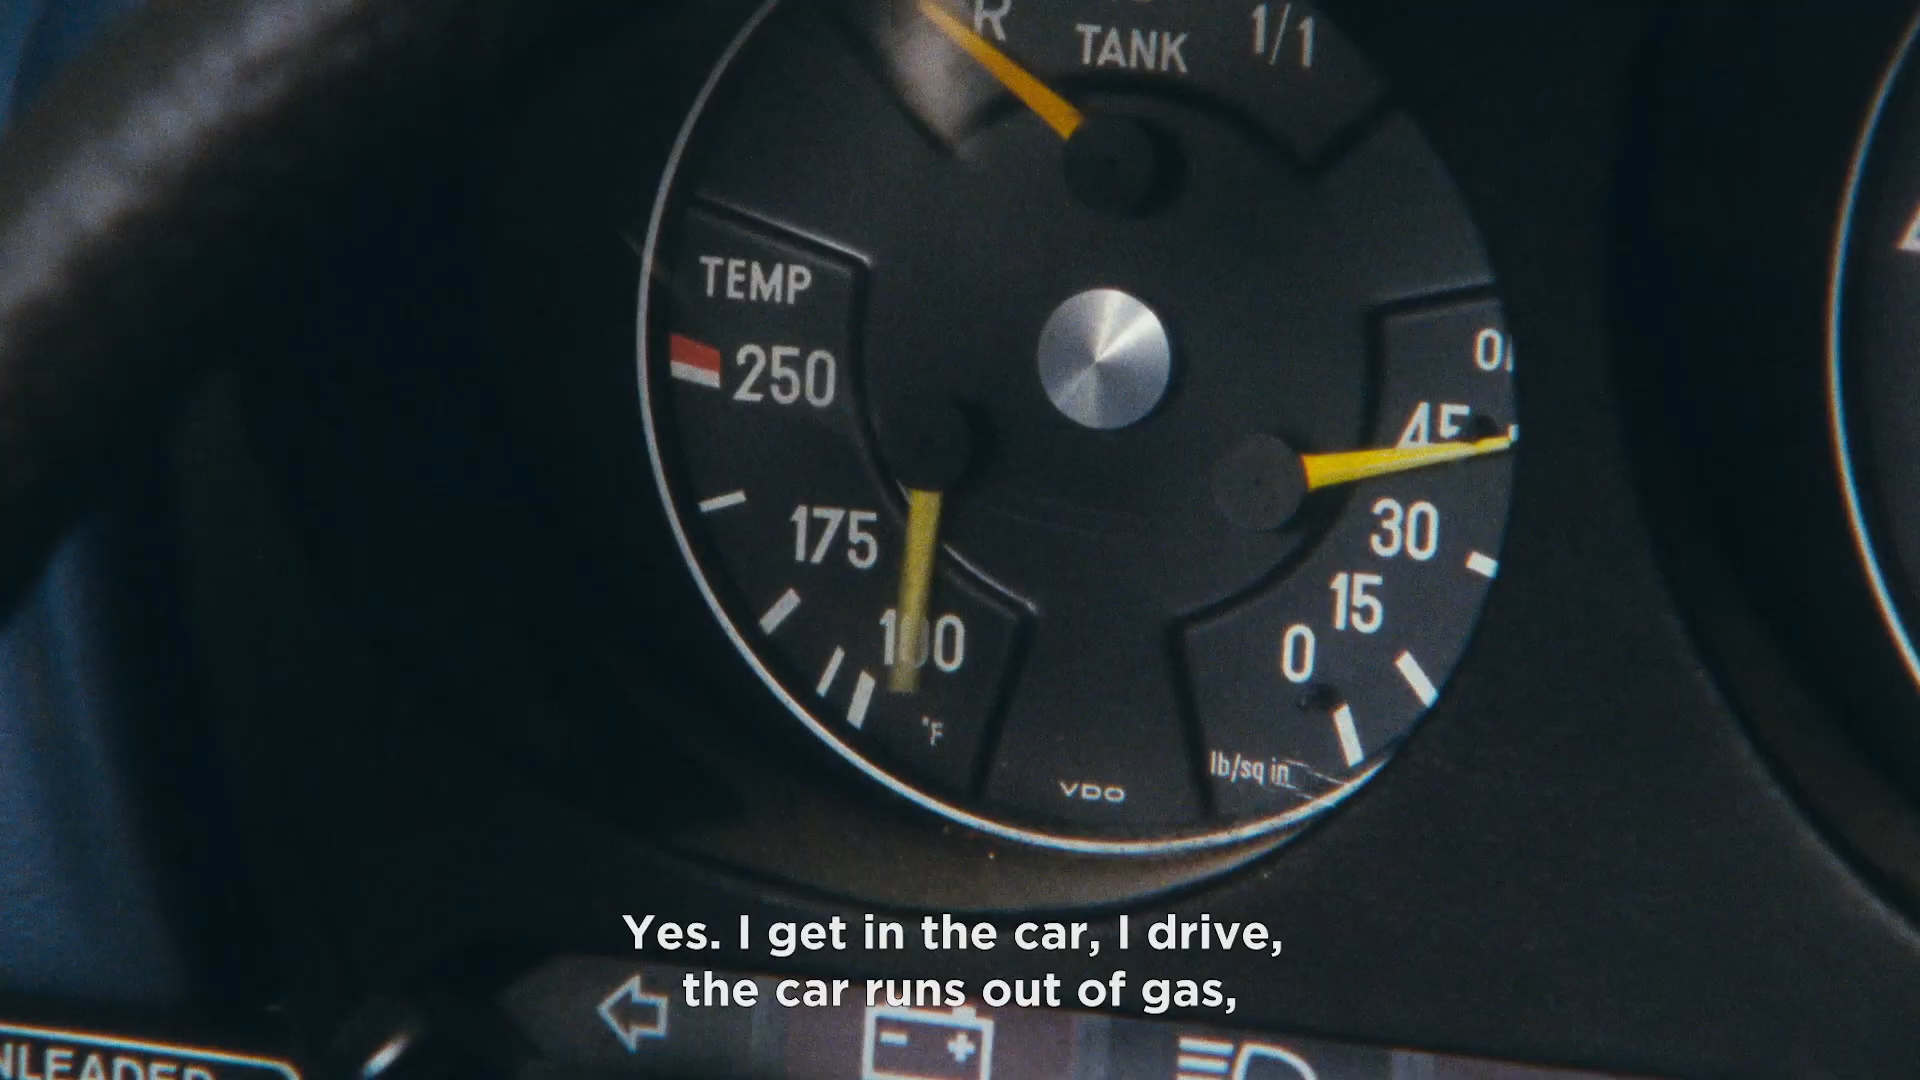 R
TANK
1/1
TEMP
250
175
100
°F
45
30
15
0
lb/sq in
VDO
Yes. I get in the car, I drive,
the car runs out of gas,